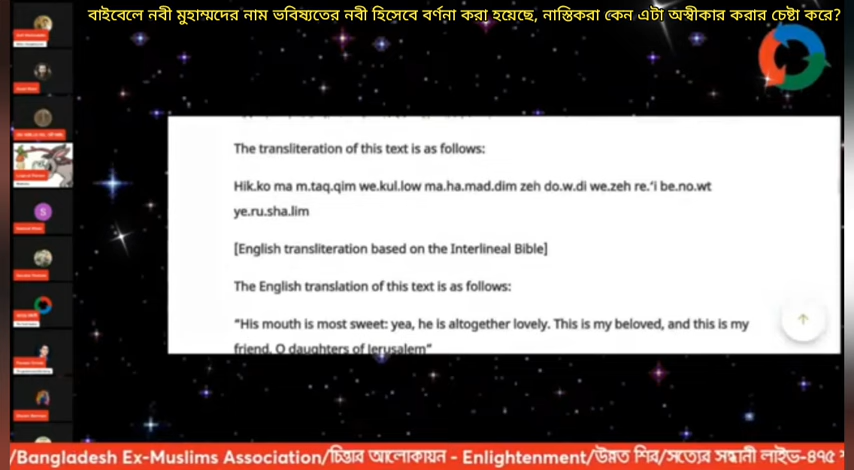 বাইবেলে নবী মুহাম্মদের নাম ভবিষ্যতের নবী হিসেবে বর্ণনা করা হয়েছে, নাস্তিকরা কেন এটা অস্বীকার করার চেষ্টা করে?
The transliteration of this text is as follows:
Hik.ko ma m.taq.qim we.kul.low ma.ha.mad.dim zeh do.w.di we.zeh re.'i be.no.wt
ye.ru.sha.lim
[English transliteration based on the Interlineal Bible]
The English translation of this text is as follows:
"His mouth is most sweet: yea, he is altogether lovely. This is my beloved, and this is my
friend, O daughters of Jerusalem"
S
/Bangladesh Ex-Muslims Association/চিন্তার আলোকায়ন - Enlightenment/উন্নত শির/সত্যের সন্ধানী লাইভ-৪৭৫